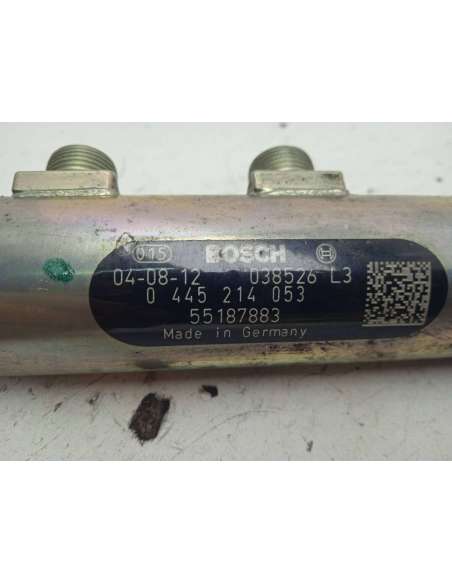 015 BOSCH
04-08-12 038526 L3
0 445 214 053
55187883
Made in Germany